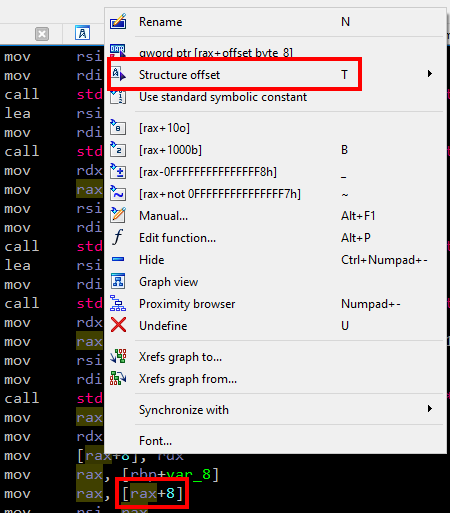 mov rsi
mov rdi
call std
lea rsi
mov rdi
call std
mov rdx
mov rax
mov rsi
mov rdi
call std
lea rsi
mov rdi
call std
mov rdx
mov rax
mov rsi
mov rdi
call std
mov rax
mov rdx
mov [rax+8], rdx
mov rax, [rbp+var_8]
mov rax, [rax+8]
mov rsi, rax
Rename N
qword ptr [rax+offset byte_8]
Structure offset T
Use standard symbolic constant
[rax+10o]
[rax+1000b] B
[rax-0FFFFFFFFFFFFFFF8h] _
[rax+not 0FFFFFFFFFFFFFFF7h] ~
Manual... Alt+F1
Edit function... Alt+P
Hide Ctrl+Numpad+-
Graph view
Proximity browser Numpad+-
Undefine U
Xrefs graph to...
Xrefs graph from...
Synchronize with
Font...